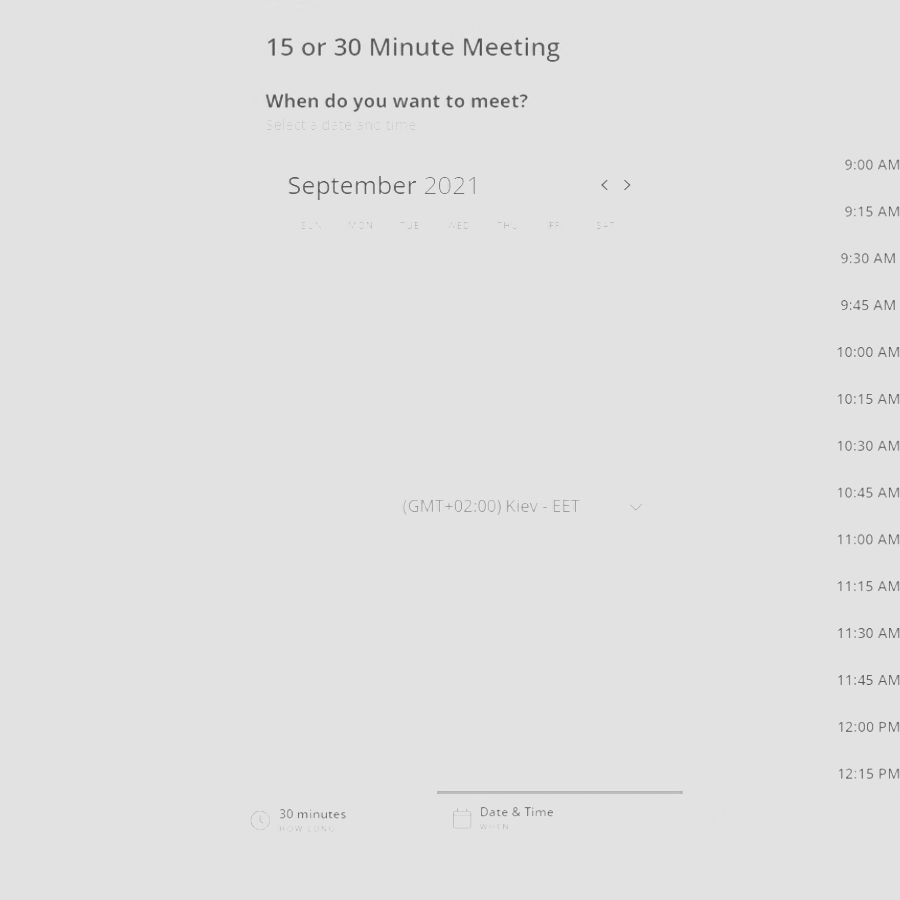 15 or 30 Minute Meeting
When do you want to meet?
Select a date and time
September 2021
SUN MON TUE WED THU FRI SAT
(GMT+02:00) Kiev - EET
9:00 AM
9:15 AM
9:30 AM
9:45 AM
10:00 AM
10:15 AM
10:30 AM
10:45 AM
11:00 AM
11:15 AM
11:30 AM
11:45 AM
12:00 PM
12:15 PM
30 minutes
HOW LONG
Date & Time
WHEN